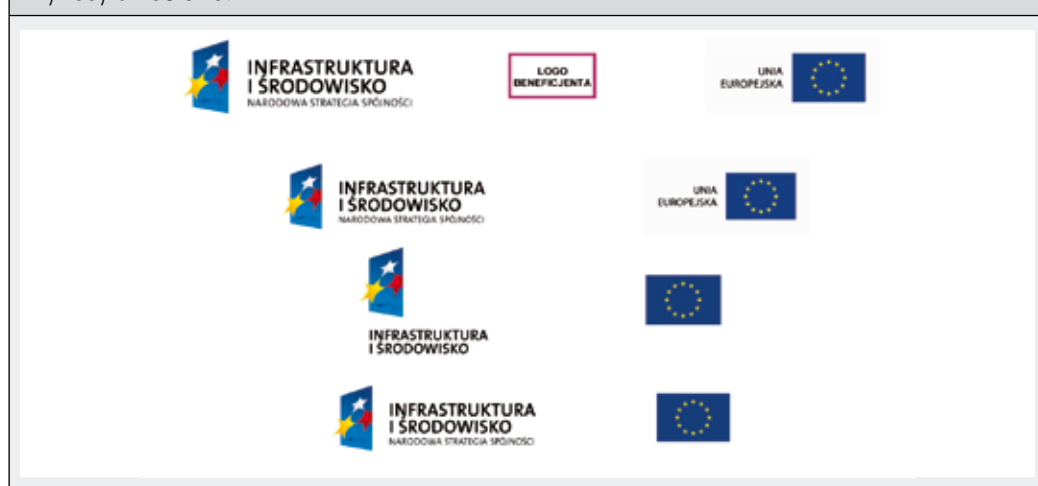 INFRASTRUKTURA
I ŚRODOWISKO
NARODOWA STRATEGIA SPÓJNOŚCI
LOGO
BENEFICJENTA
UNIA
EUROPEJSKA
INFRASTRUKTURA
I ŚRODOWISKO
NARODOWA STRATEGIA SPÓJNOŚCI
UNIA
EUROPEJSKA
INFRASTRUKTURA
I ŚRODOWISKO
INFRASTRUKTURA
I ŚRODOWISKO
NARODOWA STRATEGIA SPÓJNOŚCI